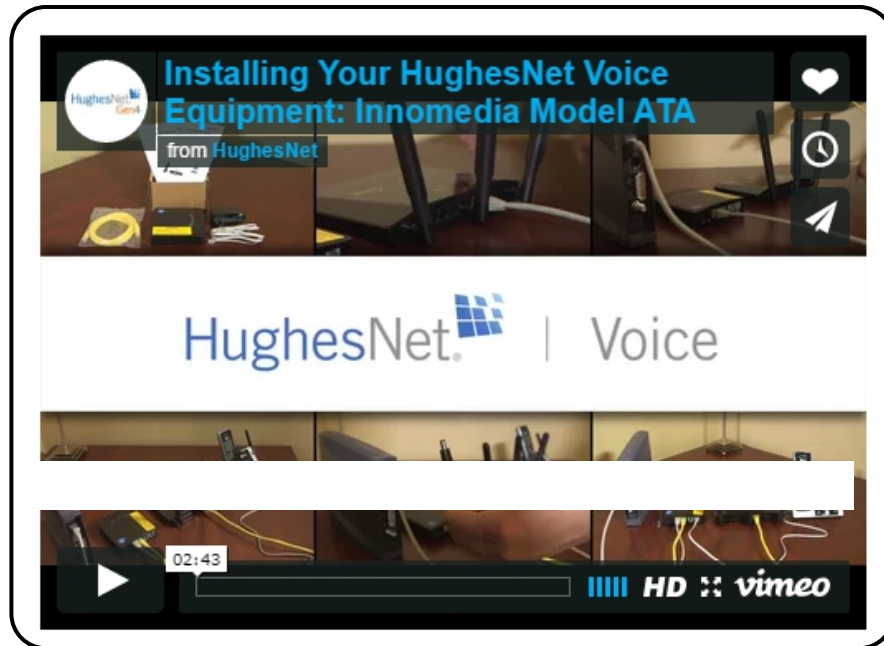 HughesNet
Gen4
Installing Your HughesNet Voice
Equipment: Innomedia Model ATA
from HughesNet
HughesNet® | Voice
02:43
HD vimeo